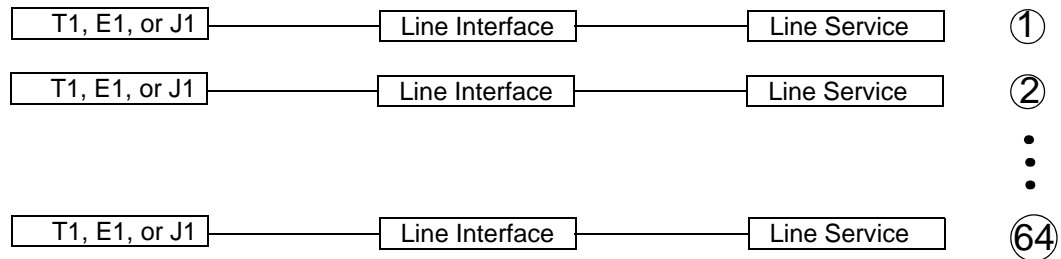 T1, E1, or J1 Line Interface Line Service 1
T1, E1, or J1 Line Interface Line Service 2
T1, E1, or J1 Line Interface Line Service 64